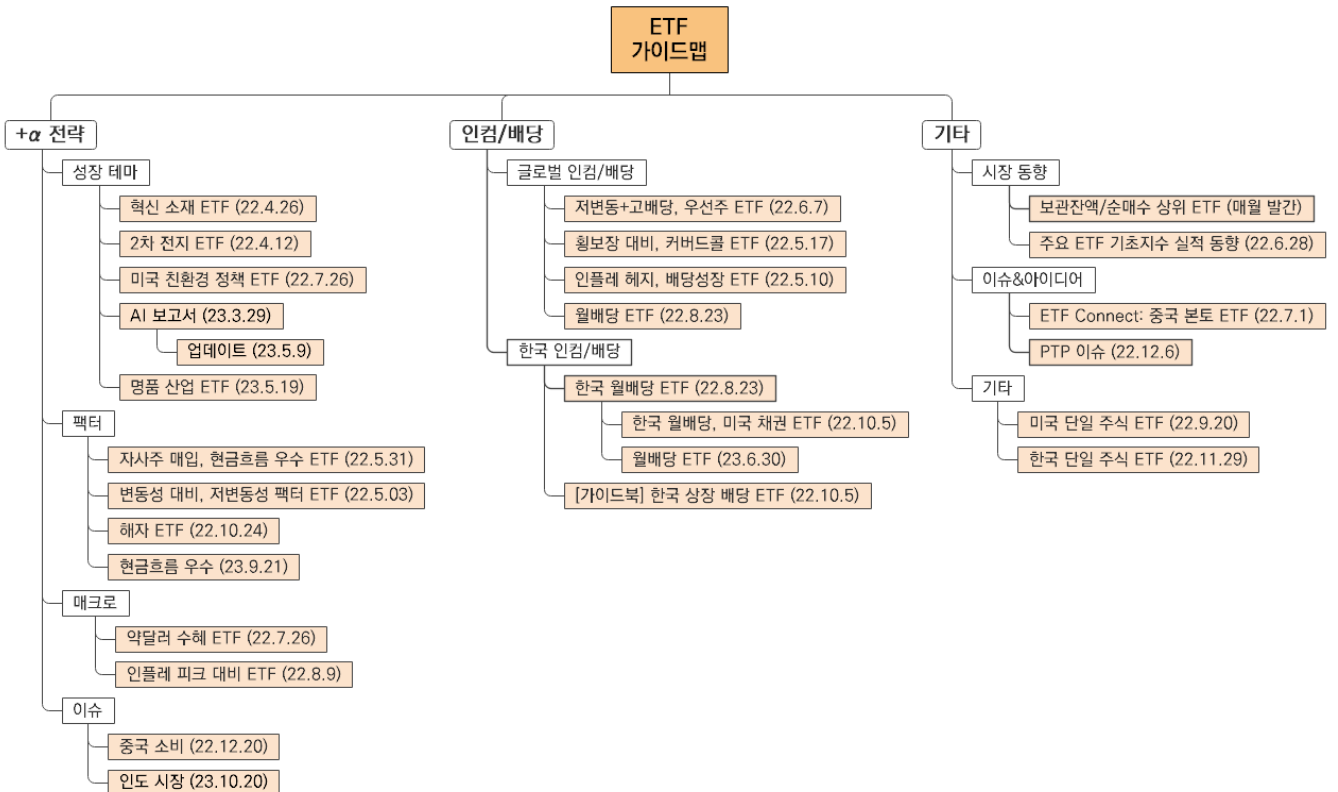 ETF
가이드맵
+α 전략
성장 테마
혁신 소재 ETF (22.4.26)
2차 전지 ETF (22.4.12)
미국 친환경 정책 ETF (22.7.26)
AI 보고서 (23.3.29)
업데이트 (23.5.9)
명품 산업 ETF (23.5.19)
팩터
자사주 매입, 현금흐름 우수 ETF (22.5.31)
변동성 대비, 저변동성 팩터 ETF (22.5.03)
해자 ETF (22.10.24)
현금흐름 우수 (23.9.21)
매크로
약달러 수혜 ETF (22.7.26)
인플레 피크 대비 ETF (22.8.9)
이슈
중국 소비 (22.12.20)
인도 시장 (23.10.20)
인컴/배당
글로벌 인컴/배당
저변동+고배당, 우선주 ETF (22.6.7)
횡보장 대비, 커버드콜 ETF (22.5.17)
인플레 헤지, 배당성장 ETF (22.5.10)
월배당 ETF (22.8.23)
한국 인컴/배당
한국 월배당 ETF (22.8.23)
한국 월배당, 미국 채권 ETF (22.10.5)
월배당 ETF (23.6.30)
[가이드북] 한국 상장 배당 ETF (22.10.5)
기타
시장 동향
보관잔액/순매수 상위 ETF (매월 발간)
주요 ETF 기초지수 실적 동향 (22.6.28)
이슈&아이디어
ETF Connect: 중국 본토 ETF (22.7.1)
PTP 이슈 (22.12.6)
기타
미국 단일 주식 ETF (22.9.20)
한국 단일 주식 ETF (22.11.29)